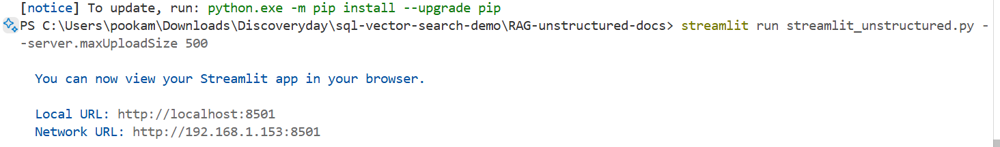 [notice] To update, run: python.exe -m pip install --upgrade pip
PS C:\Users\pookam\Downloads\Discoveryday\sql-vector-search-demo\RAG-unstructured-docs> streamlit run streamlit_unstructured.py -
-server.maxUploadSize 500
You can now view your Streamlit app in your browser.
Local URL: http://localhost:8501
Network URL: http://192.168.1.153:8501